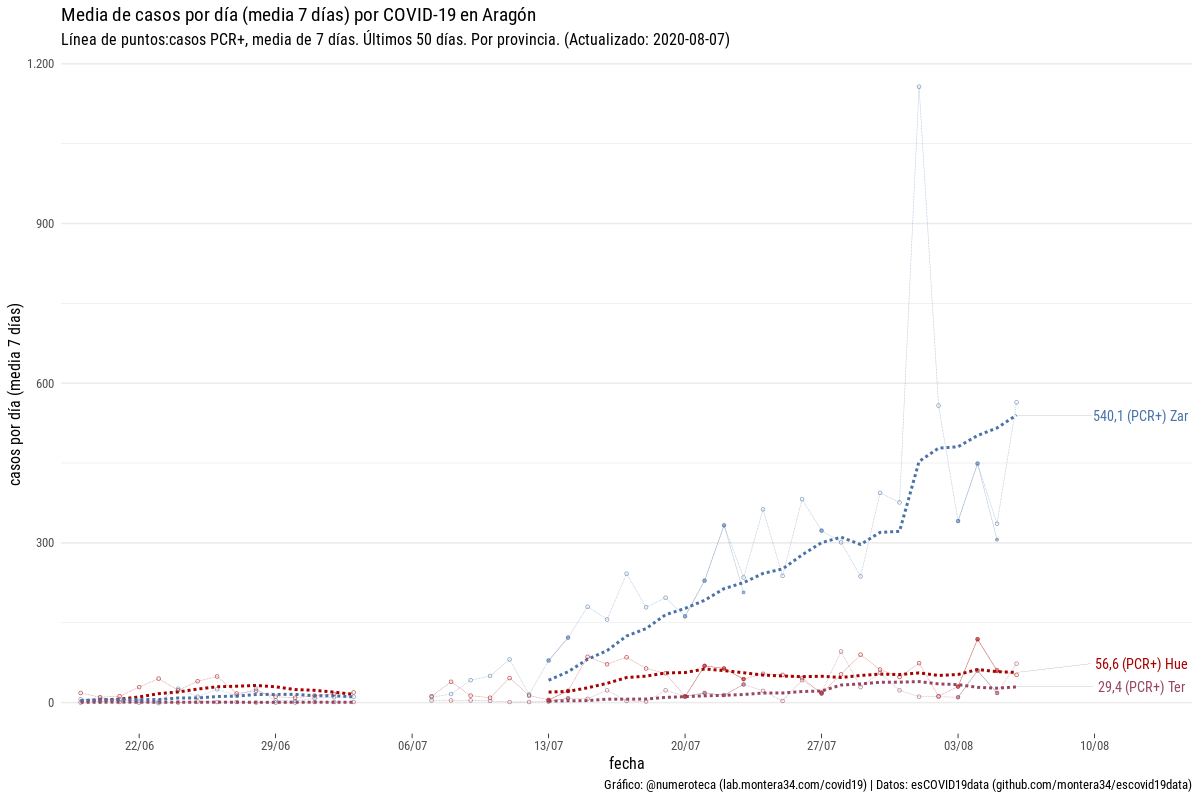 Media de casos por día (media 7 días) por COVID-19 en Aragón
Línea de puntos:casos PCR+, media de 7 días. Últimos 50 días. Por provincia. (Actualizado: 2020-08-07)
casos por día (media 7 días)
1.200
900
600
300
0
540,1 (PCR+) Zar
56,6 (PCR+) Hue
29,4 (PCR+) Ter
22/06
29/06
06/07
13/07
20/07
27/07
03/08
10/08
fecha
Gráfico: @numeroteca (lab.montera34.com/covid19) | Datos: esCOVID19data (github.com/montera34/escovid19data)